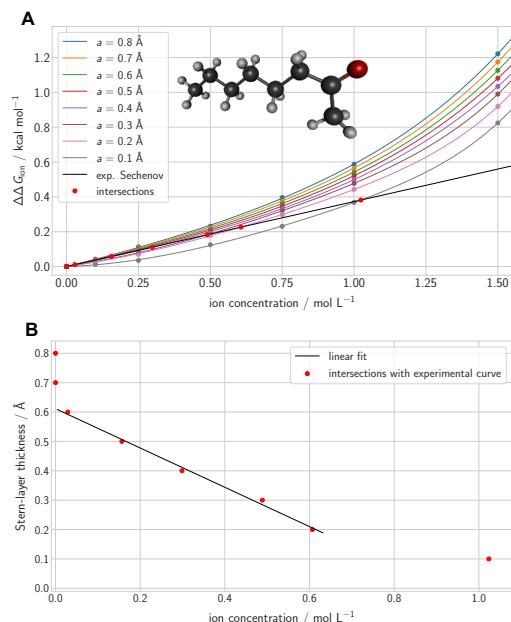 A
1.2
1.0
0.8
0.6
0.4
0.2
0.0
ΔΔG_ion / kcal mol⁻¹
a = 0.8 Å
a = 0.7 Å
a = 0.6 Å
a = 0.5 Å
a = 0.4 Å
a = 0.3 Å
a = 0.2 Å
a = 0.1 Å
exp. Sechenov
intersections
0.00 0.25 0.50 0.75 1.00 1.25 1.50
ion concentration / mol L⁻¹
B
0.8
0.7
0.6
0.5
0.4
0.3
0.2
0.1
0.0
Stern-layer thickness / Å
linear fit
intersections with experimental curve
0.0 0.2 0.4 0.6 0.8 1.0
ion concentration / mol L⁻¹